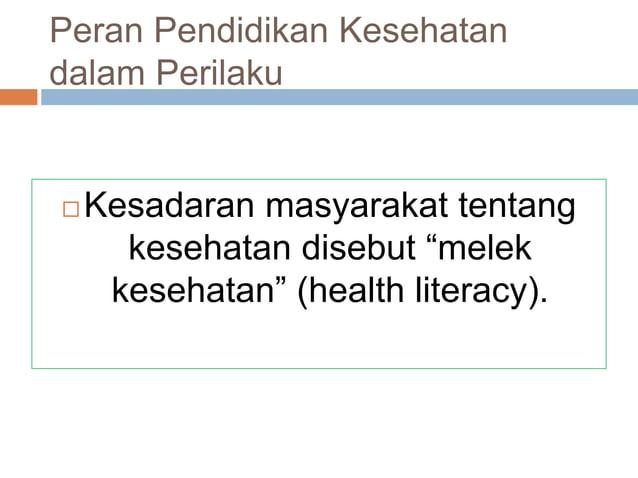 Peran Pendidikan Kesehatan
dalam Perilaku
Kesadaran masyarakat tentang
kesehatan disebut “melek
kesehatan” (health literacy).